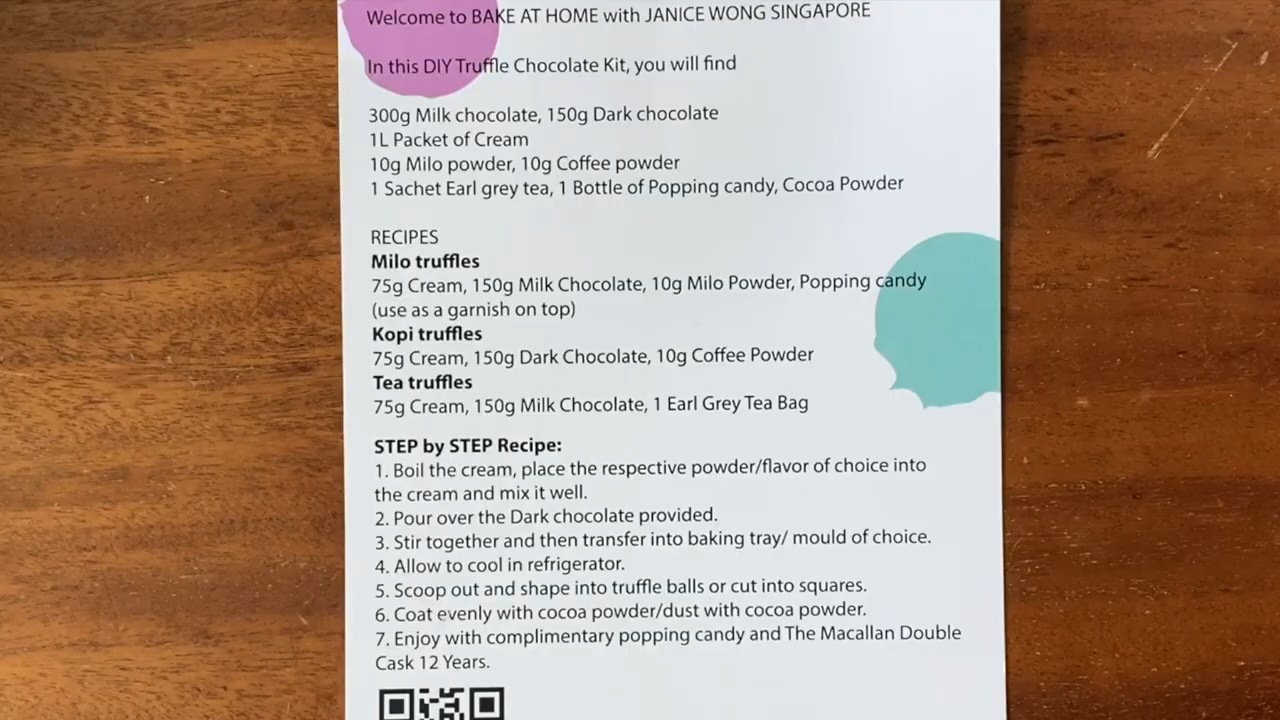 Welcome to BAKE AT HOME with JANICE WONG SINGAPORE
In this DIY Truffle Chocolate Kit, you will find
300g Milk chocolate, 150g Dark chocolate
1L Packet of Cream
10g Milo powder, 10g Coffee powder
1 Sachet Earl grey tea, 1 Bottle of Popping candy, Cocoa Powder
RECIPES
Milo truffles
75g Cream, 150g Milk Chocolate, 10g Milo Powder, Popping candy
(use as a garnish on top)
Kopi truffles
75g Cream, 150g Dark Chocolate, 10g Coffee Powder
Tea truffles
75g Cream, 150g Milk Chocolate, 1 Earl Grey Tea Bag
STEP by STEP Recipe:
1. Boil the cream, place the respective powder/flavor of choice into
the cream and mix it well.
2. Pour over the Dark chocolate provided.
3. Stir together and then transfer into baking tray/ mould of choice.
4. Allow to cool in refrigerator.
5. Scoop out and shape into truffle balls or cut into squares.
6. Coat evenly with cocoa powder/dust with cocoa powder.
7. Enjoy with complimentary popping candy and The Macallan Double
Cask 12 Years.